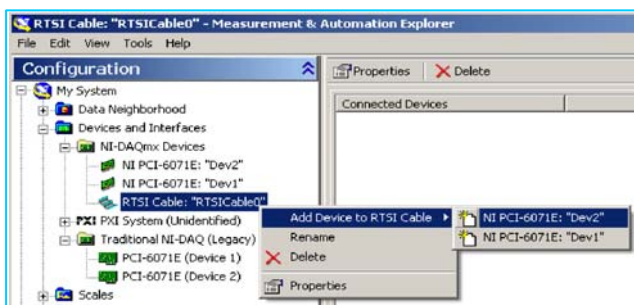 RTSI Cable: "RTSICable0" - Measurement & Automation Explorer
File Edit View Tools Help
Configuration
Properties Delete
My System
Connected Devices
Data Neighborhood
Devices and Interfaces
NI-DAQmx Devices
NI PCI-6071E: "Dev2"
NI PCI-6071E: "Dev1"
RTSI Cable: "RTSICable0"
Add Device to RTSI Cable
NI PCI-6071E: "Dev2"
NI PCI-6071E: "Dev1"
Rename
Delete
Properties
PXI PXI System (Unidentified)
Traditional NI-DAQ (Legacy)
PCI-6071E (Device 1)
PCI-6071E (Device 2)
Scales